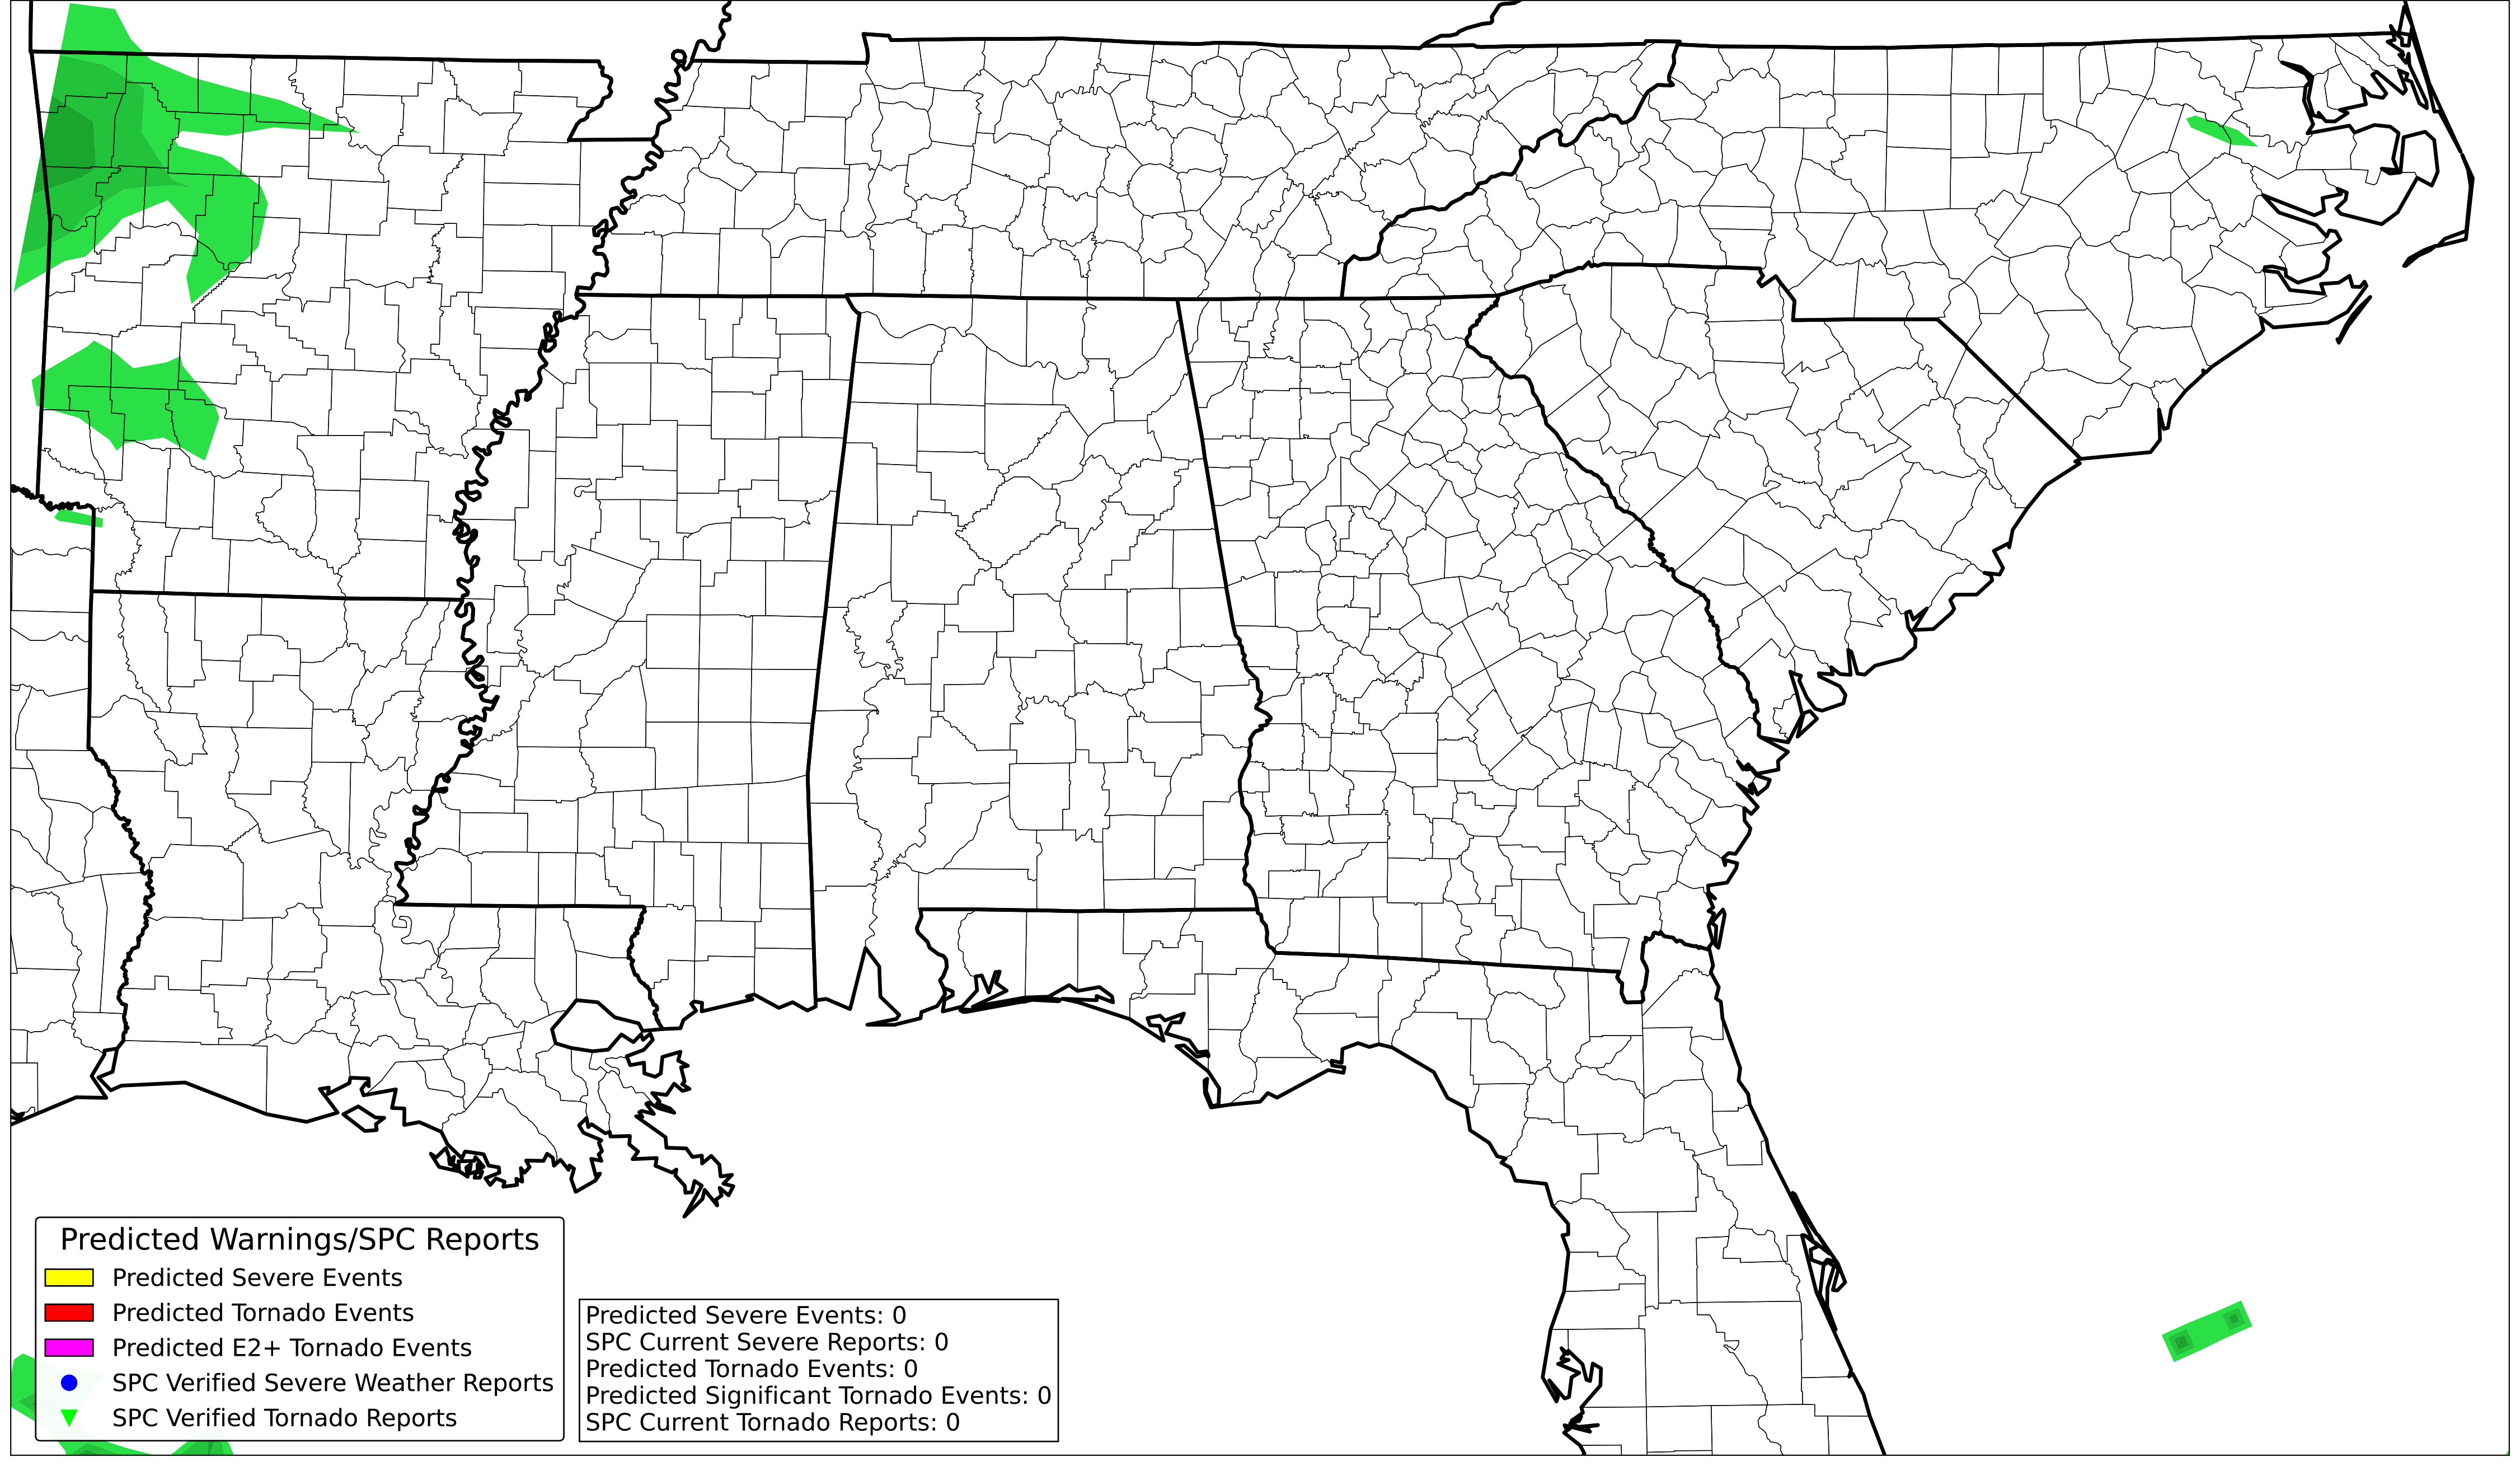 Predicted Warnings/SPC Reports
Predicted Severe Events
Predicted Tornado Events
Predicted E2+ Tornado Events
SPC Verified Severe Weather Reports
SPC Verified Tornado Reports
Predicted Severe Events: 0
SPC Current Severe Reports: 0
Predicted Tornado Events: 0
Predicted Significant Tornado Events: 0
SPC Current Tornado Reports: 0